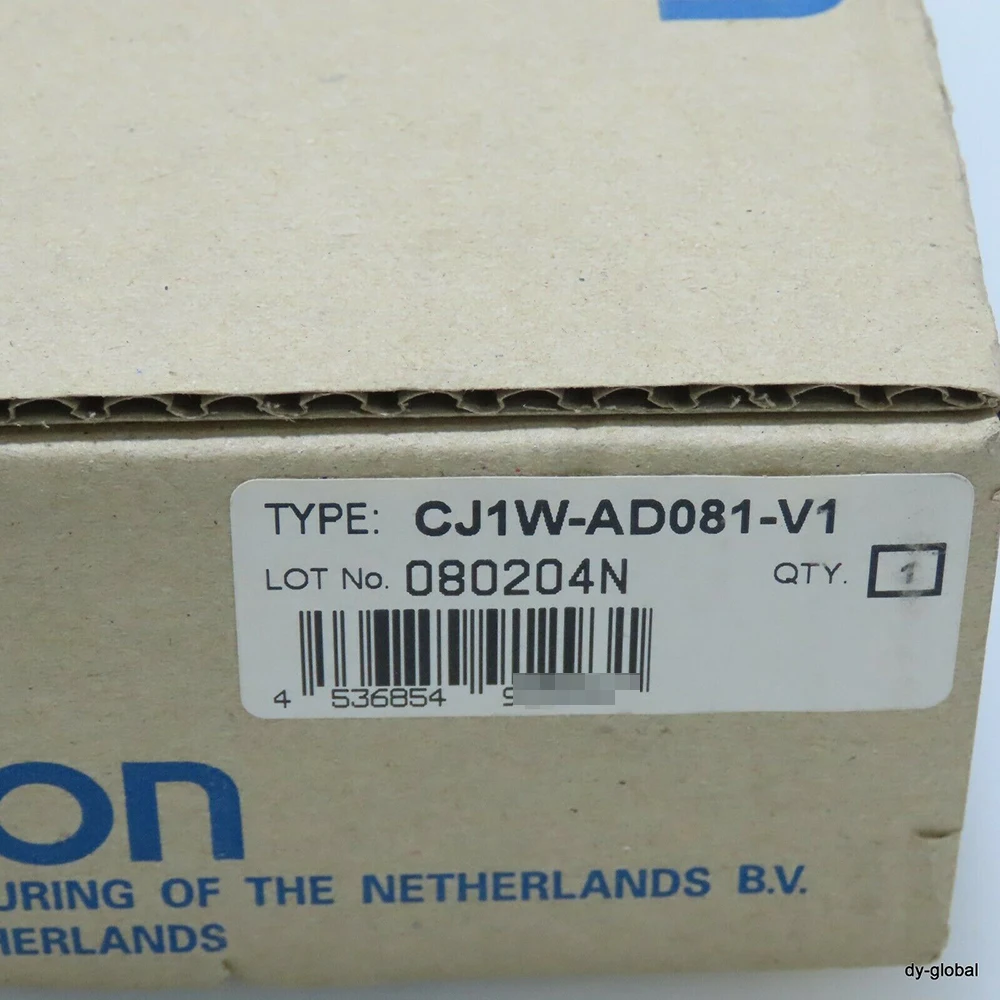 TYPE: CJ1W-AD081-V1
LOT No. 080204N QTY. 1
4 536854 9
on
URING OF THE NETHERLANDS B.V.
HERLANDS
dy-global